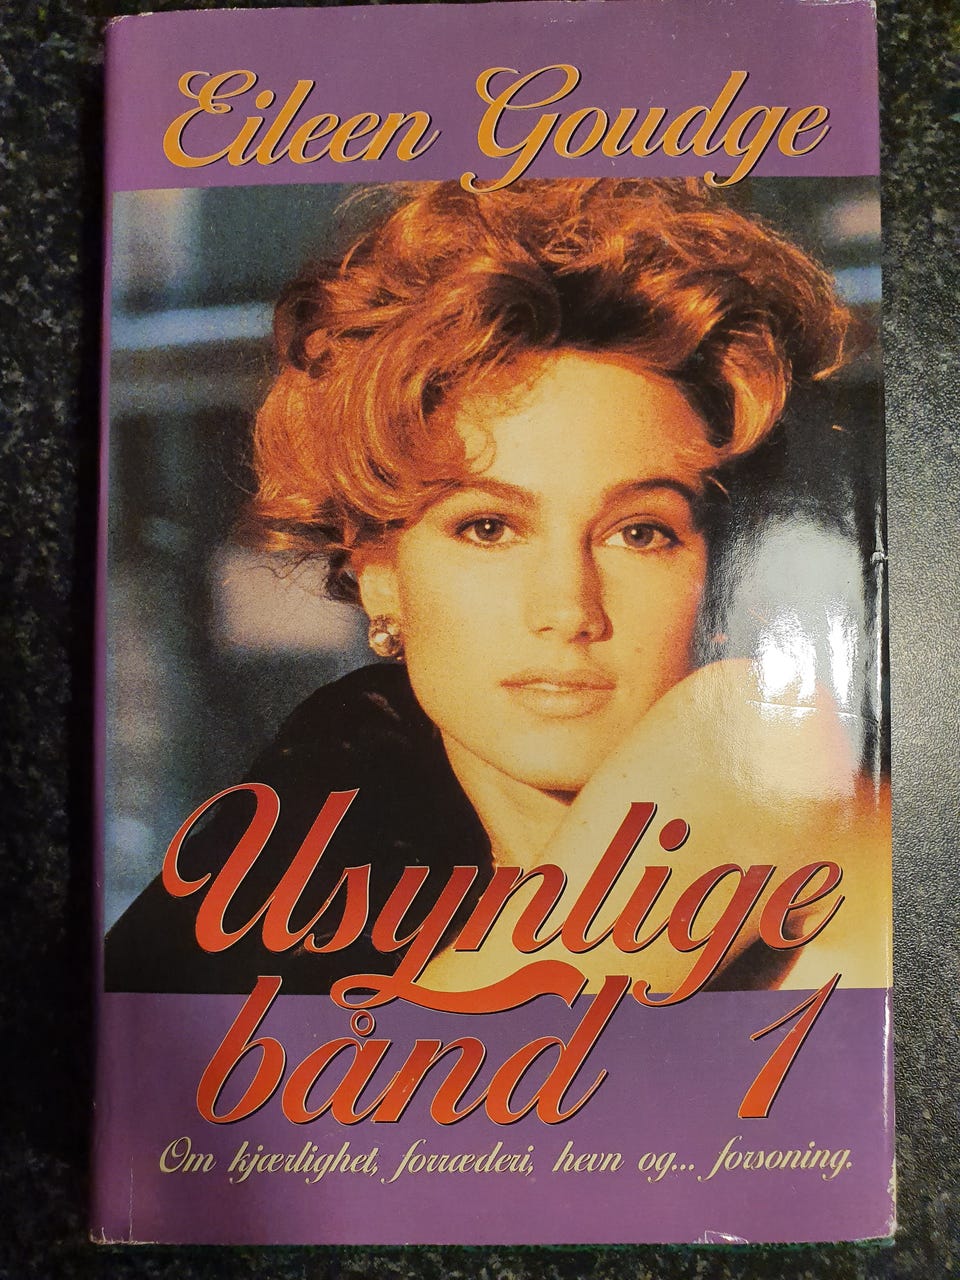 Eileen Goudge
Usynlige
bånd 1
Om kjærlighet, forræderi, hevn og... forsoning.